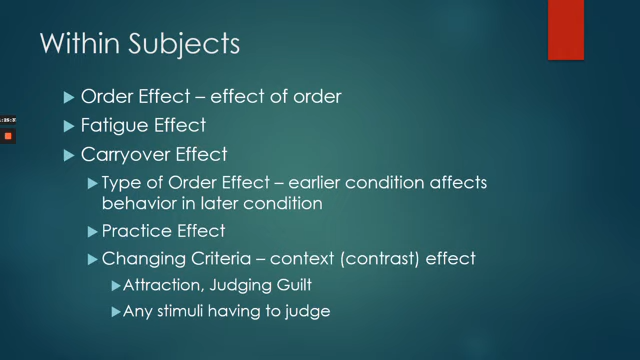 Within Subjects
Order Effect – effect of order
Fatigue Effect
Carryover Effect
Type of Order Effect – earlier condition affects
behavior in later condition
Practice Effect
Changing Criteria – context (contrast) effect
Attraction, Judging Guilt
Any stimuli having to judge